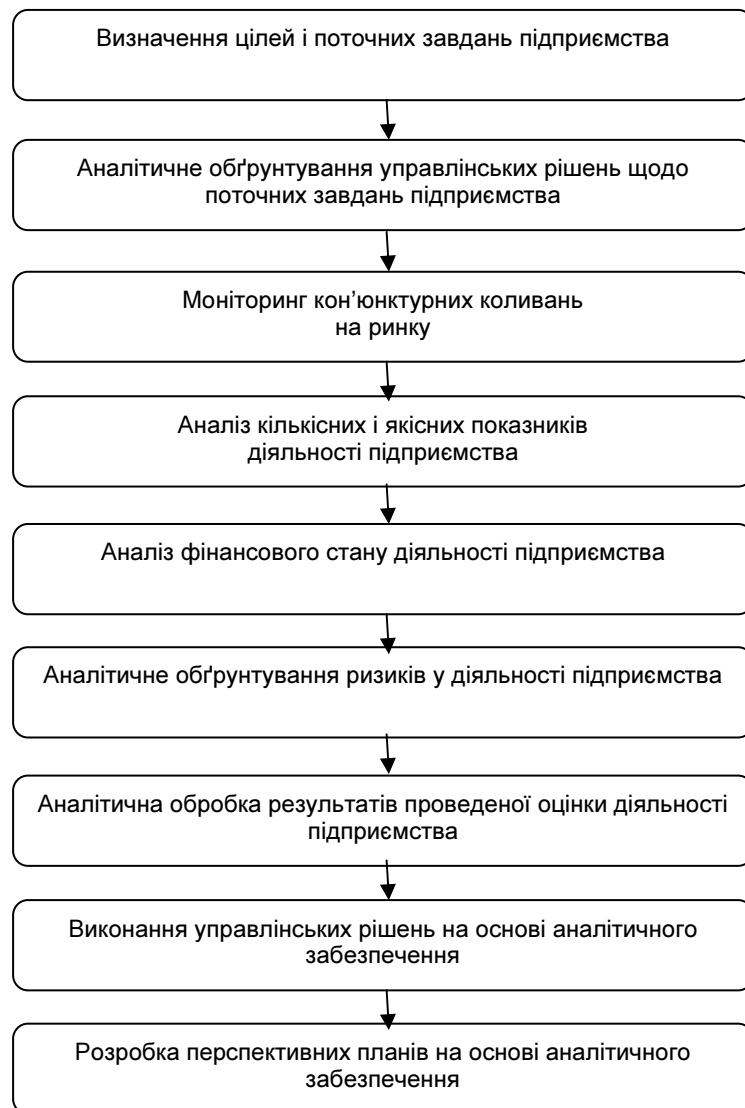 Визначення цілей і поточних завдань підприємства
Аналітичне обґрунтування управлінських рішень щодо
поточних завдань підприємства
Моніторинг кон’юнктурних коливань
на ринку
Аналіз кількісних і якісних показників
діяльності підприємства
Аналіз фінансового стану діяльності підприємства
Аналітичне обґрунтування ризиків у діяльності підприємства
Аналітична обробка результатів проведеної оцінки діяльності
підприємства
Виконання управлінських рішень на основі аналітичного
забезпечення
Розробка перспективних планів на основі аналітичного
забезпечення